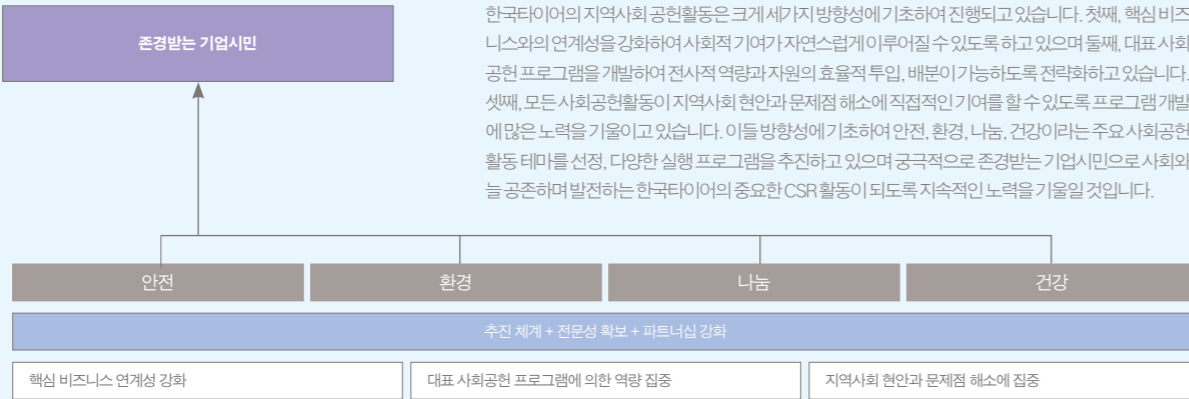 존경받는 기업시민
한국타이어의 지역사회 공헌활동은 크게 세가지 방향성에 기초하여 진행되고 있습니다. 첫째, 핵심 비즈
니스와의 연계성을 강화하여 사회적 기여가 자연스럽게 이루어질 수 있도록 하고 있으며 둘째, 대표 사회
공헌 프로그램을 개발하여 전사적 역량과 자원의 효율적 투입, 배분이 가능하도록 전략화하고 있습니다.
셋째, 모든 사회공헌활동이 지역사회 현안과 문제점 해소에 직접적인 기여를 할 수 있도록 프로그램 개발
에 많은 노력을 기울이고 있습니다. 이들 방향성에 기초하여 안전, 환경, 나눔, 건강이라는 주요 사회공헌
활동 테마를 선정, 다양한 실행 프로그램을 추진하고 있으며 궁극적으로 존경받는 기업시민으로 사회와
늘 공존하며 발전하는 한국타이어의 중요한 CSR 활동이 되도록 지속적인 노력을 기울일 것입니다.
안전 환경 나눔 건강
추진 체계 + 전문성 확보 + 파트너십 강화
핵심 비즈니스 연계성 강화 대표 사회공헌 프로그램에 의한 역량 집중 지역사회 현안과 문제점 해소에 집중